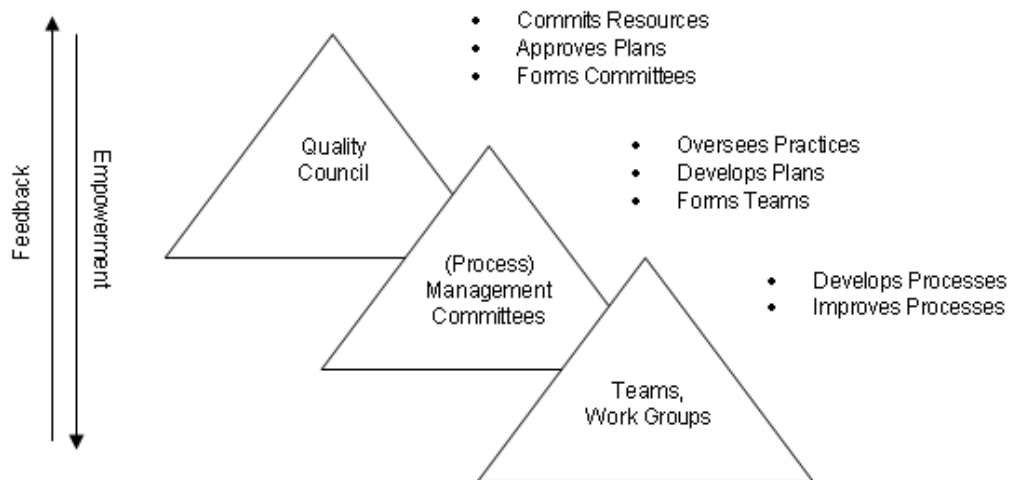 • Commits Resources
• Approves Plans
• Forms Committees
Quality
Council
• Oversees Practices
• Develops Plans
• Forms Teams
(Process)
Management
Committees
• Develops Processes
• Improves Processes
Teams,
Work Groups
Feedback
Empowerment